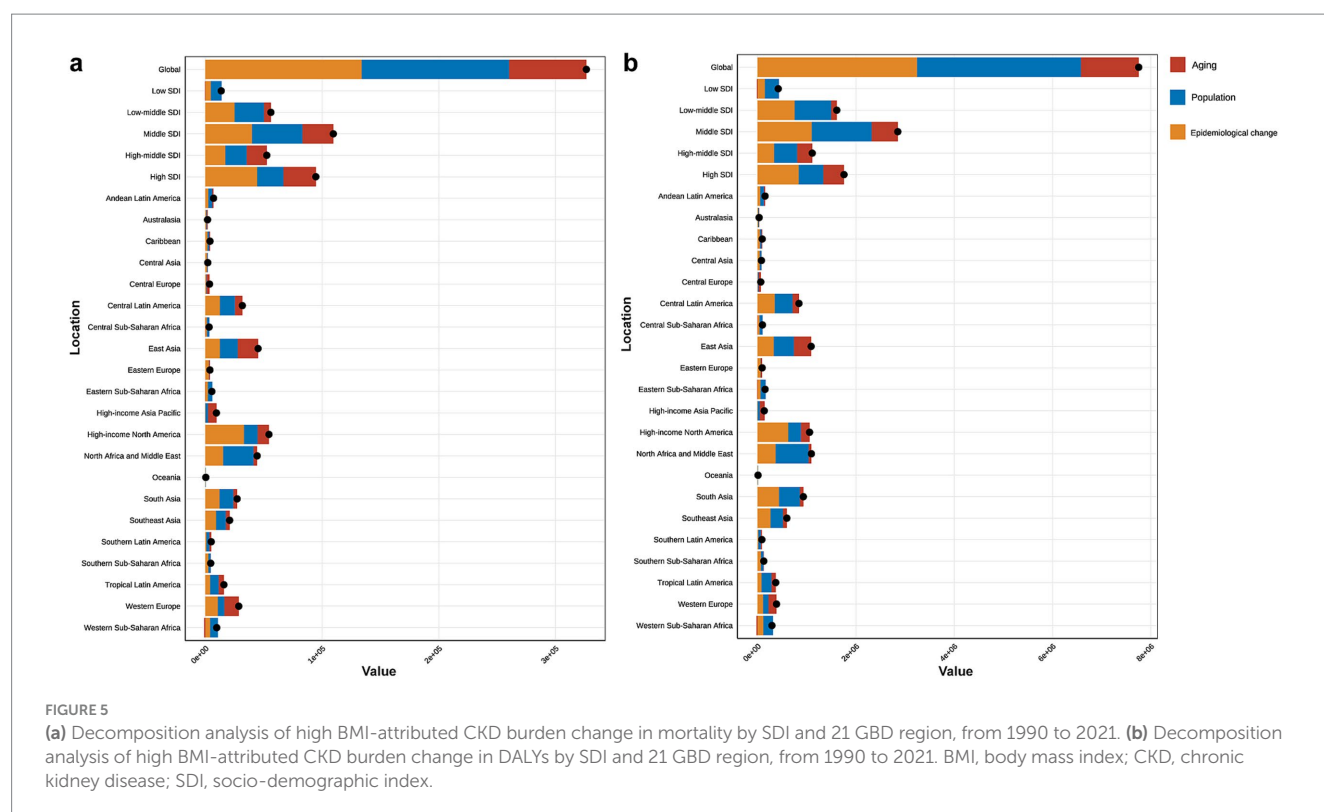 a
Location
Global
Low SDI
Low-middle SDI
Middle SDI
High-middle SDI
High SDI
Andean Latin America
Australasia
Caribbean
Central Asia
Central Europe
Central Latin America
Central Sub-Saharan Africa
East Asia
Eastern Europe
Eastern Sub-Saharan Africa
High-income Asia Pacific
High-income North America
North Africa and Middle East
Oceania
South Asia
Southeast Asia
Southern Latin America
Southern Sub-Saharan Africa
Tropical Latin America
Western Europe
Western Sub-Saharan Africa
0e+00
1e+05
2e+05
3e+05
Value
b
Location
Global
Low SDI
Low-middle SDI
Middle SDI
High-middle SDI
High SDI
Andean Latin America
Australasia
Caribbean
Central Asia
Central Europe
Central Latin America
Central Sub-Saharan Africa
East Asia
Eastern Europe
Eastern Sub-Saharan Africa
High-income Asia Pacific
High-income North America
North Africa and Middle East
Oceania
South Asia
Southeast Asia
Southern Latin America
Southern Sub-Saharan Africa
Tropical Latin America
Western Europe
Western Sub-Saharan Africa
0e+00
2e+06
4e+06
6e+06
8e+06
Value
Aging
Population
Epidemiological change
FIGURE 5
(a) Decomposition analysis of high BMI-attributed CKD burden change in mortality by SDI and 21 GBD region, from 1990 to 2021. (b) Decomposition
analysis of high BMI-attributed CKD burden change in DALYs by SDI and 21 GBD region, from 1990 to 2021. BMI, body mass index; CKD, chronic
kidney disease; SDI, socio-demographic index.